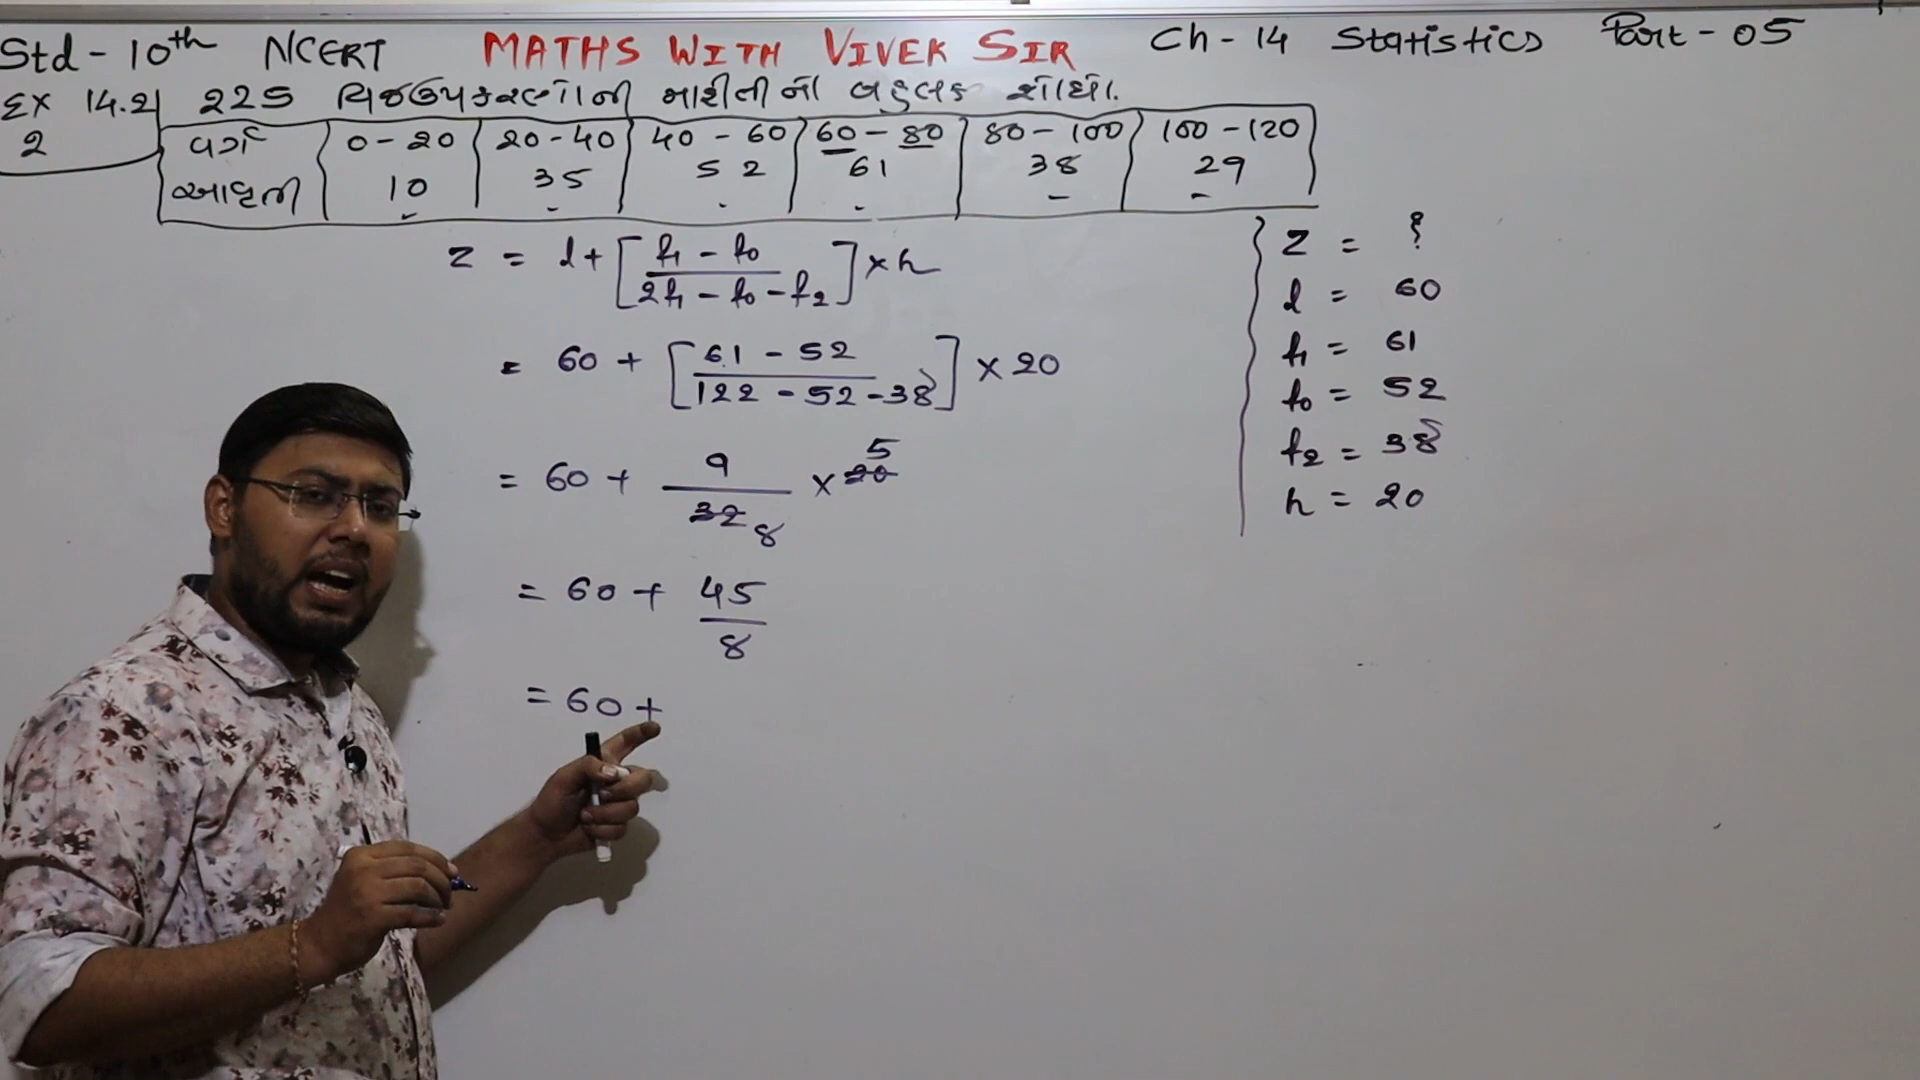 Std - 10th NCERT MATHS WITH VIVEK SIR Ch - 14 Statistics Part - 05
Ex 14.2 225 વિજઉપકરણોની માહીતીનો બહુલક શોધો.
2
વર્ગ 0 - 20 20 - 40 40 - 60 60 - 80 80 - 100 100 - 120
આવૃતી 10 35 52 61 38 29
Z = l + [ f1 - f0 / 2f1 - f0 - f2 ] × h
= 60 + [ 61 - 52 / 122 - 52 - 38 ] × 20
= 60 + 9 / 32 8 × 20 5
= 60 + 45 / 8
= 60 +
Z = ?
l = 60
f1 = 61
f0 = 52
f2 = 38
h = 20